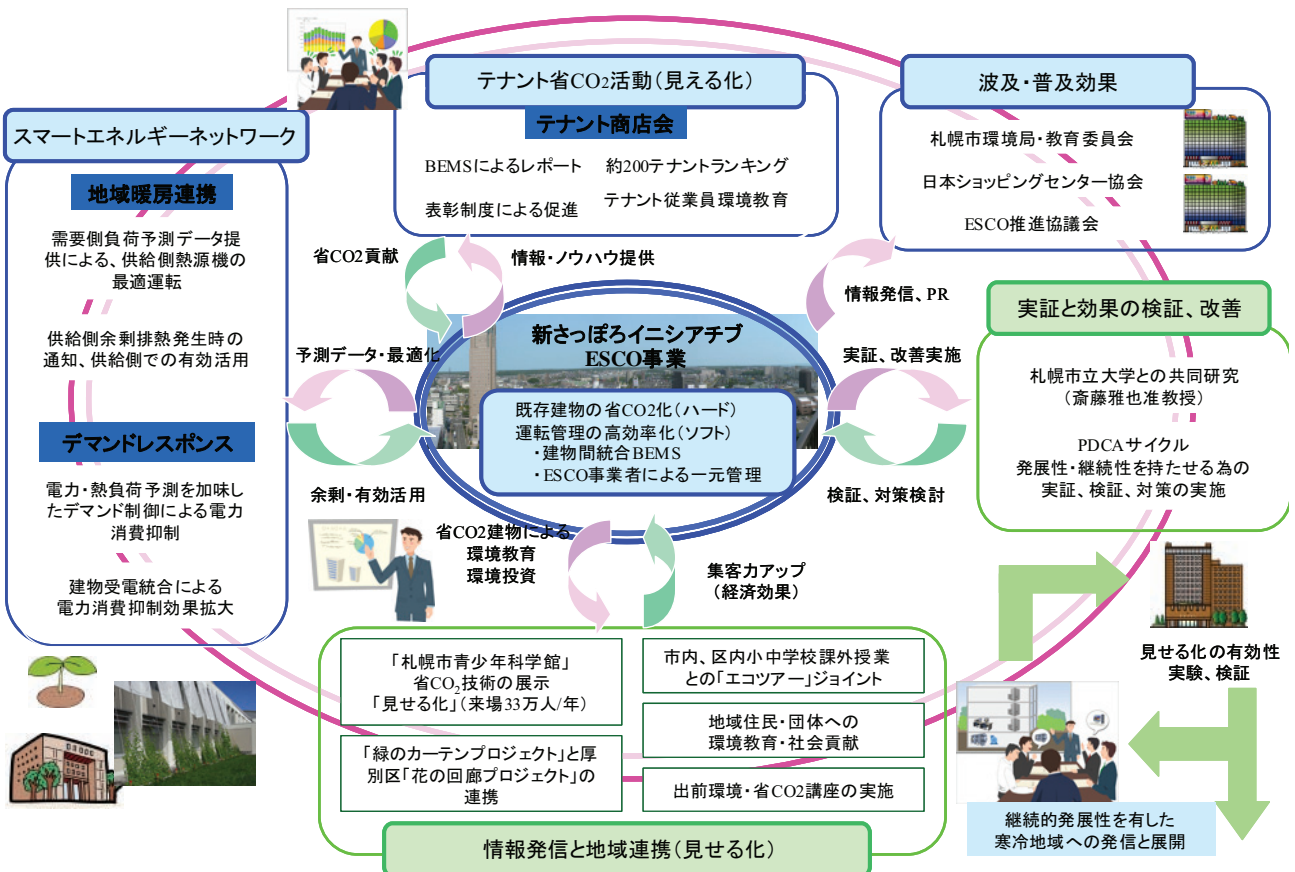 テナント省CO2活動（見える化）
テナント商店会
BEMSによるレポート
約200テナントランキング
表彰制度による促進
テナント従業員環境教育
波及・普及効果
札幌市環境局・教育委員会
日本ショッピングセンター協会
ESCO推進協議会
スマートエネルギーネットワーク
地域暖房連携
需要側負荷予測データ提
供による、供給側熱源機の
最適運転
供給側余剰排熱発生時の
通知、供給側での有効活用
デマンドレスポンス
電力・熱負荷予測を加味し
たデマンド制御による電力
消費抑制
建物受電統合による
電力消費抑制効果拡大
省CO2貢献
情報・ノウハウ提供
情報発信、PR
予測データ・最適化
余剰・有効活用
新さっぽろイニシアチブ
ESCO事業
既存建物の省CO2化（ハード）
運転管理の高効率化（ソフト）
・建物間統合BEMS
・ESCO事業者による一元管理
実証、改善実施
検証、対策検討
実証と効果の検証、改善
札幌市立大学との共同研究
（斎藤雅也准教授）
PDCAサイクル
発展性・継続性を持たせる為の
実証、検証、対策の実施
省CO2建物による
環境教育
環境投資
集客力アップ
（経済効果）
「札幌市青少年科学館」
省CO2技術の展示
「見せる化」（来場33万人/年）
「緑のカーテンプロジェクト」と厚
別区「花の回廊プロジェクト」の
連携
市内、区内小中学校課外授業
との「エコツアー」ジョイント
地域住民・団体への
環境教育・社会貢献
出前環境・省CO2講座の実施
情報発信と地域連携（見せる化）
見せる化の有効性
実験、検証
継続的発展性を有した
寒冷地域への発信と展開